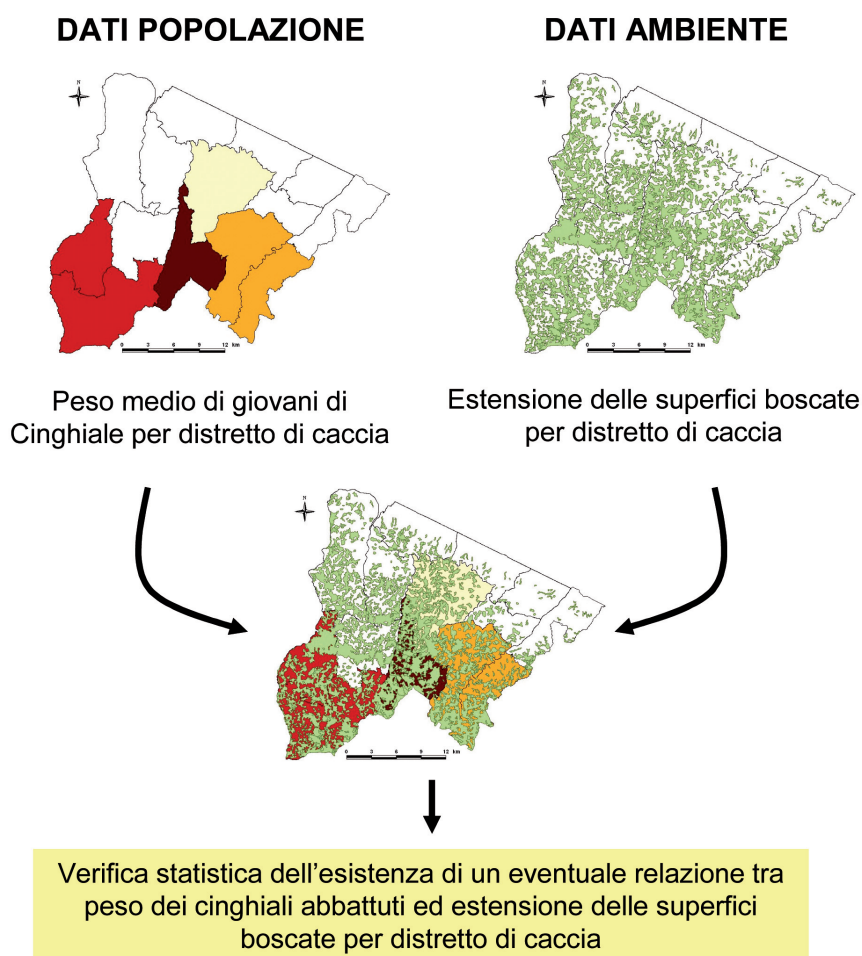 DATI POPOLAZIONE
DATI AMBIENTE
N
0 3 6 9 12 km
N
0 3 6 9 12 km
Peso medio di giovani di
Cinghiale per distretto di caccia
Estensione delle superfici boscate
per distretto di caccia
N
0 3 6 9 12 km
Verifica statistica dell’esistenza di un eventuale relazione tra
peso dei cinghiali abbattuti ed estensione delle superfici
boscate per distretto di caccia